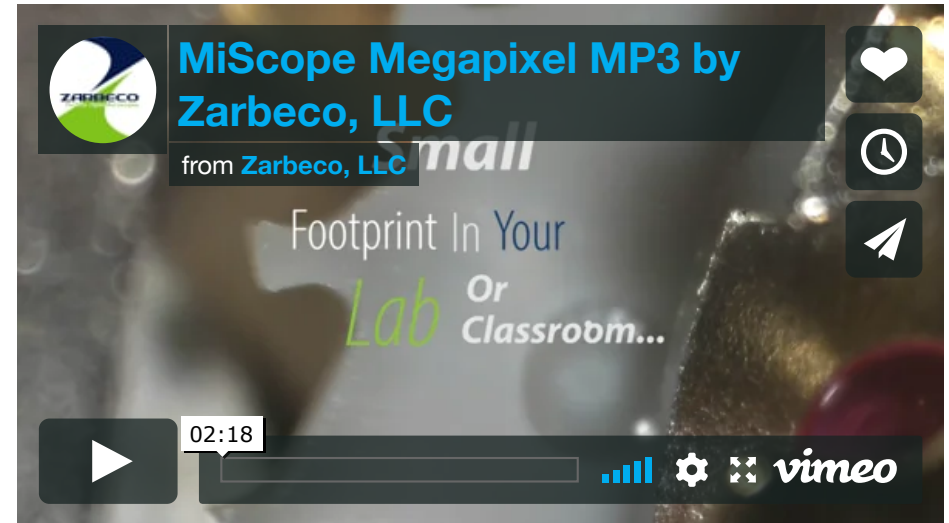 ZARBECO
MiScope Megapixel MP3 by
Zarbeco, LLC
from Zarbeco, LLC
Small
Footprint In Your
Lab Or
Classroom...
02:18
vimeo